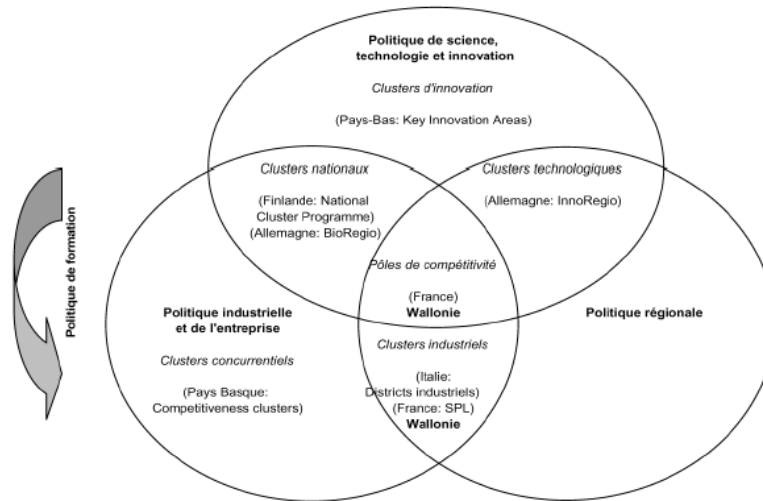 Politique de science,
technologie et innovation
Clusters d'innovation
(Pays-Bas: Key Innovation Areas)
Clusters nationaux
(Finlande: National
Cluster Programme)
(Allemagne: BioRegio)
Clusters technologiques
(Allemagne: InnoRegio)
Politique de formation
Pôles de compétitivité
(France)
Wallonie
Politique industrielle
et de l'entreprise
Clusters concurrentiels
(Pays Basque:
Competitiveness clusters)
Politique régionale
Clusters industriels
(Italie:
Districts industriels)
(France: SPL)
Wallonie